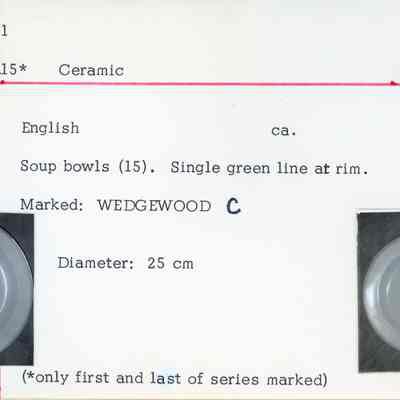 1
15* Ceramic
English ca.
Soup bowls (15). Single green line at rim.
Marked: WEDGEWOOD C
Diameter: 25 cm
(*only first and last of series marked)